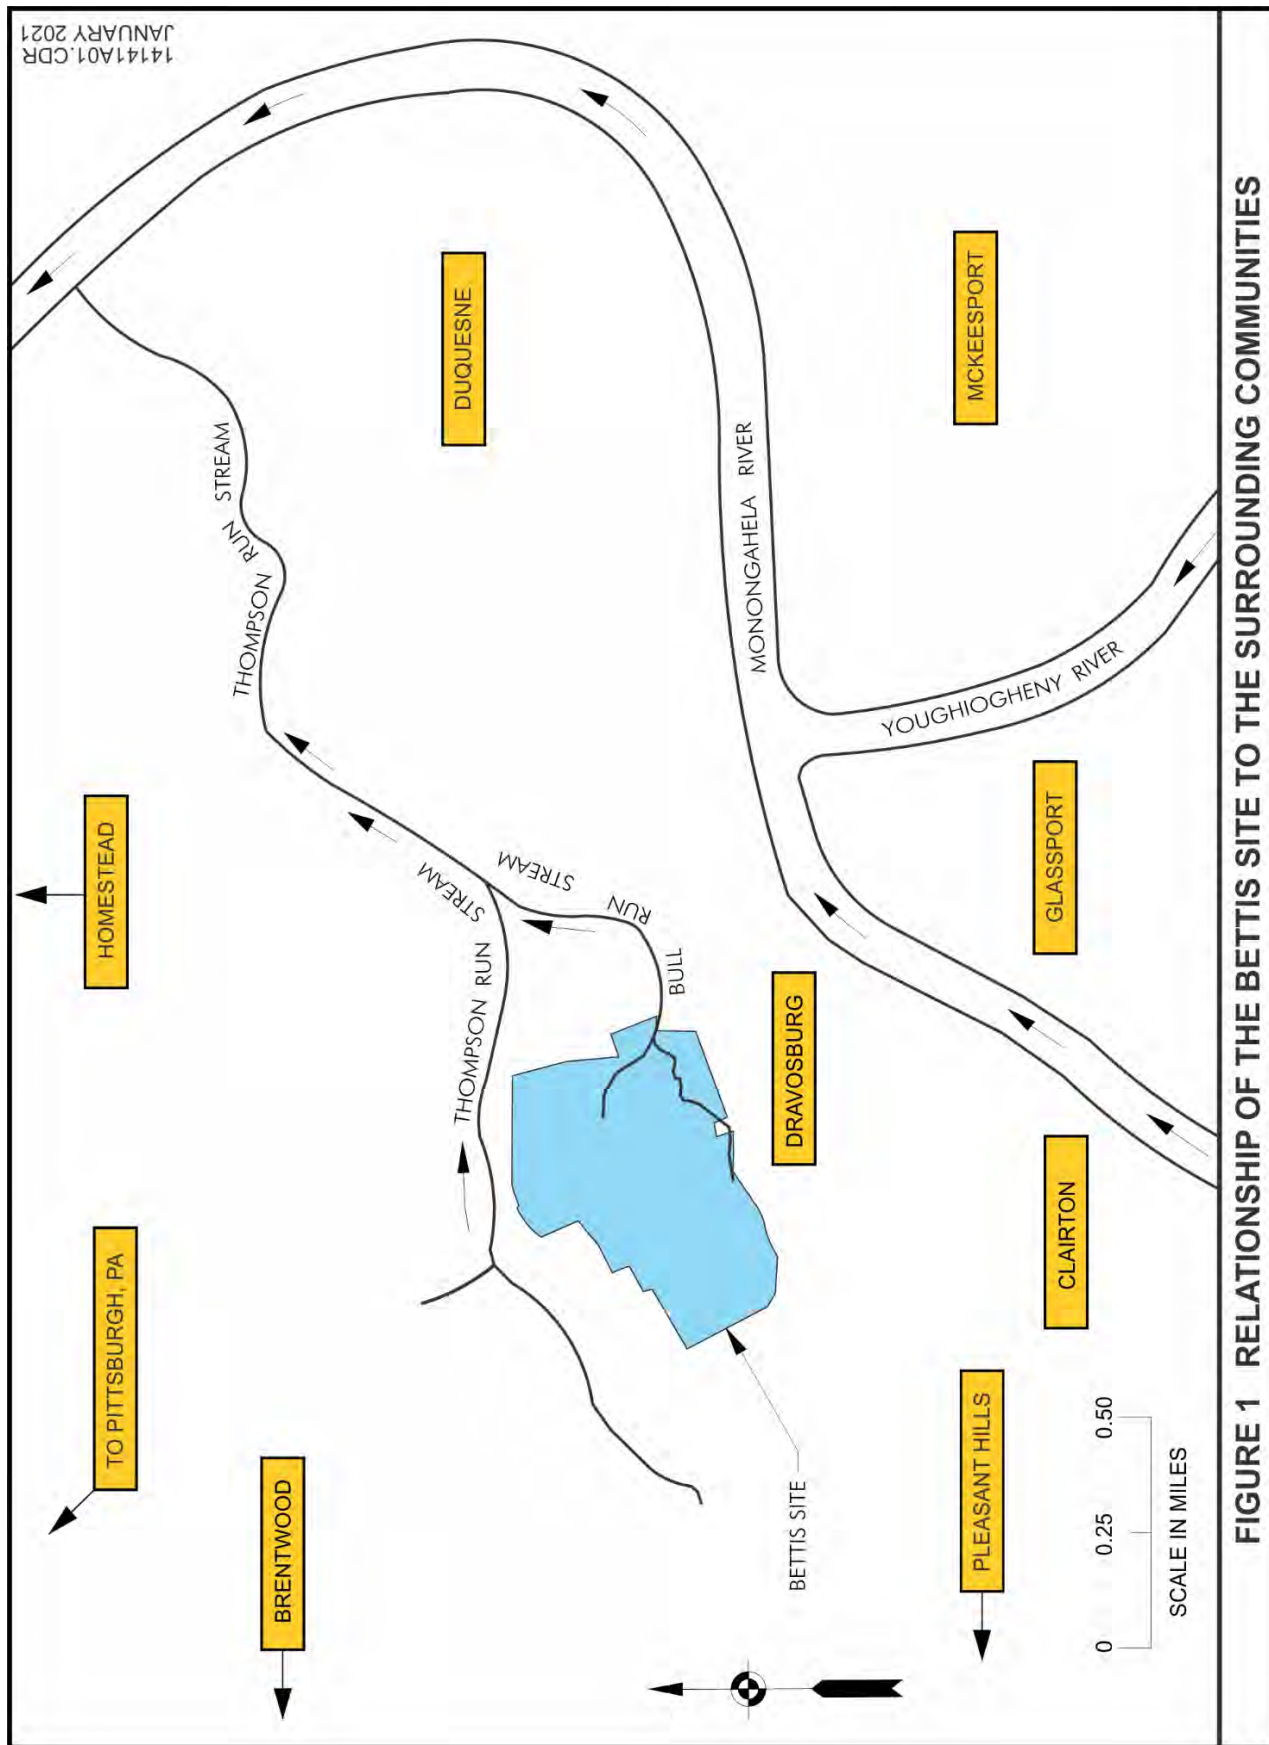 14141A01.CDR
JANUARY 2021
TO PITTSBURGH, PA
HOMESTEAD
BRENTWOOD
THOMPSON RUN STREAM
DUQUESNE
THOMPSON RUN STREAM
BULL RUN STREAM
MONONGAHELA RIVER
BETTIS SITE
DRAVOSBURG
YOUGHIOGHENY RIVER
MCKEESPORT
PLEASANT HILLS
CLAIRTON
GLASSPORT
0 0.25 0.50
SCALE IN MILES
FIGURE 1 RELATIONSHIP OF THE BETTIS SITE TO THE SURROUNDING COMMUNITIES